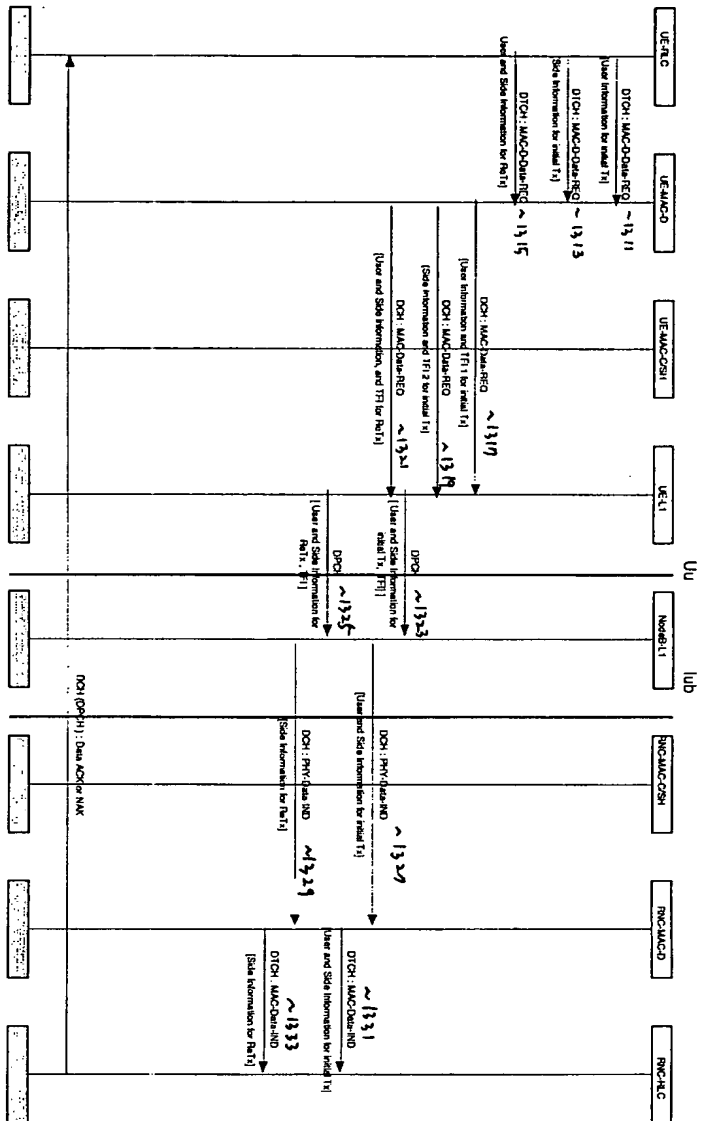 UE-RLC
UE-MAC-D
UE-MAC-C/SH
UE-L1
Uu
NodeB-L1
Iub
RNC-MAC-C/SH
RNC-MAC-D
RNC-RLC
DTCH : MAC-D-Data-REQ ~1311
[User Information for initial Tx]
DTCH : MAC-D-Data-REQ ~1313
[Side Information for initial Tx]
DTCH : MAC-D-Data-REQ ~1315
User and Side Information for ReTx]
DCH : MAC-Data-REQ ~1317
[User Information and TFI 1 for initial Tx]
DCH : MAC-Data-REQ ~1319
(Side Information and TFI 2 for initial Tx]
DCH : MAC-Data-REQ ~1321
[User and Side Information, and TFI for ReTx]
DPCH ~1323
[User and Side Information for
initial Tx, TFI] ]
DPCH ~1325
[User and Side Information for
ReTx, TFI ]
DCH : PHY-Data-IND ~1327
[User and Side Information for initial Tx]
DCH : PHY-Data-IND ~1329
[Side Information for ReTx]
DTCH : MAC-Data-IND ~1331
[User and Side Information for initial Tx]
DTCH : MAC-Data-IND ~1333
[Side Information for ReTx]
DCH (DPCH ) : Data ACK or NAK